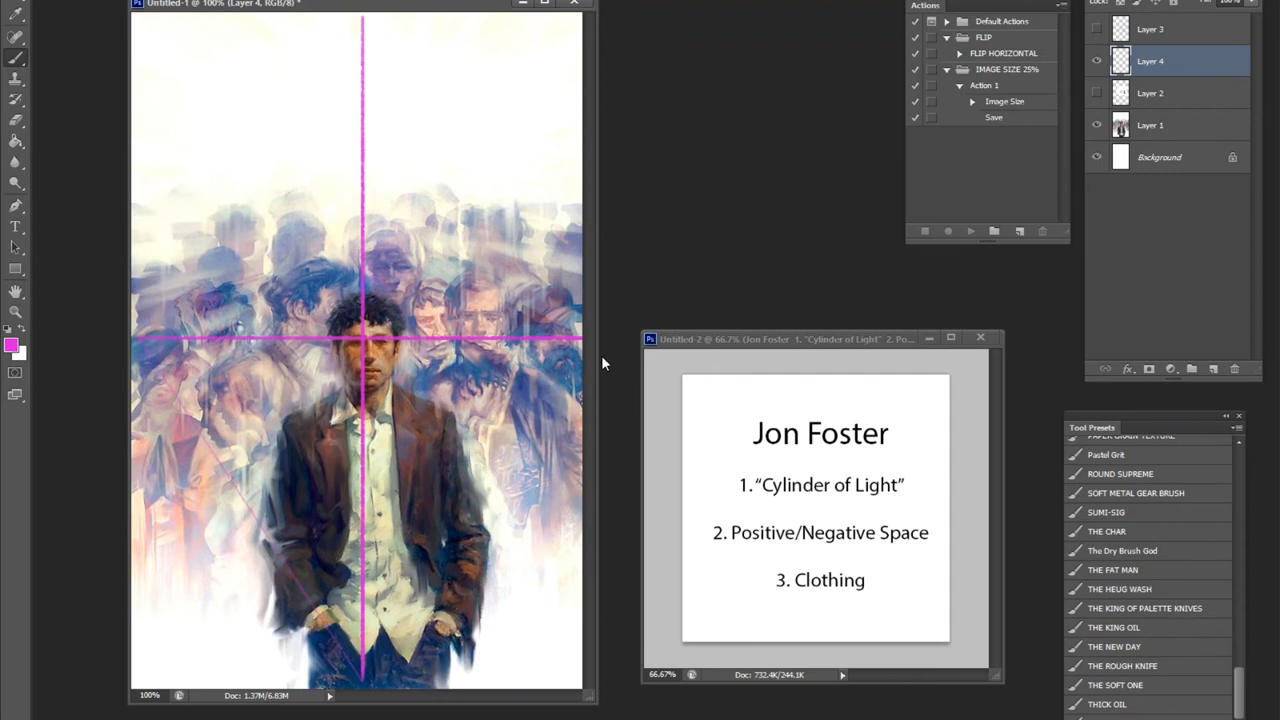 Untitled-1 @ 100% (Layer 4, RGB/8) *
100%
Doc: 1.37M/6.83M
Untitled-2 @ 66.7% (Jon Foster 1. "Cylinder of Light" 2. Po...
Jon Foster
1. “Cylinder of Light”
2. Positive/Negative Space
3. Clothing
66.67%
Doc: 732.4K/244.1K
Actions
Default Actions
FLIP
FLIP HORIZONTAL
IMAGE SIZE 25%
Action 1
Image Size
Save
Layer 3
Layer 4
Layer 2
Layer 1
Background
Tool Presets
PAPER GRAIN TEXTURE
Pastel Grit
ROUND SUPREME
SOFT METAL GEAR BRUSH
SUMI-SIG
THE CHAR
The Dry Brush God
THE FAT MAN
THE HEUG WASH
THE KING OF PALETTE KNIVES
THE KING OIL
THE NEW DAY
THE ROUGH KNIFE
THE SOFT ONE
THICK OIL